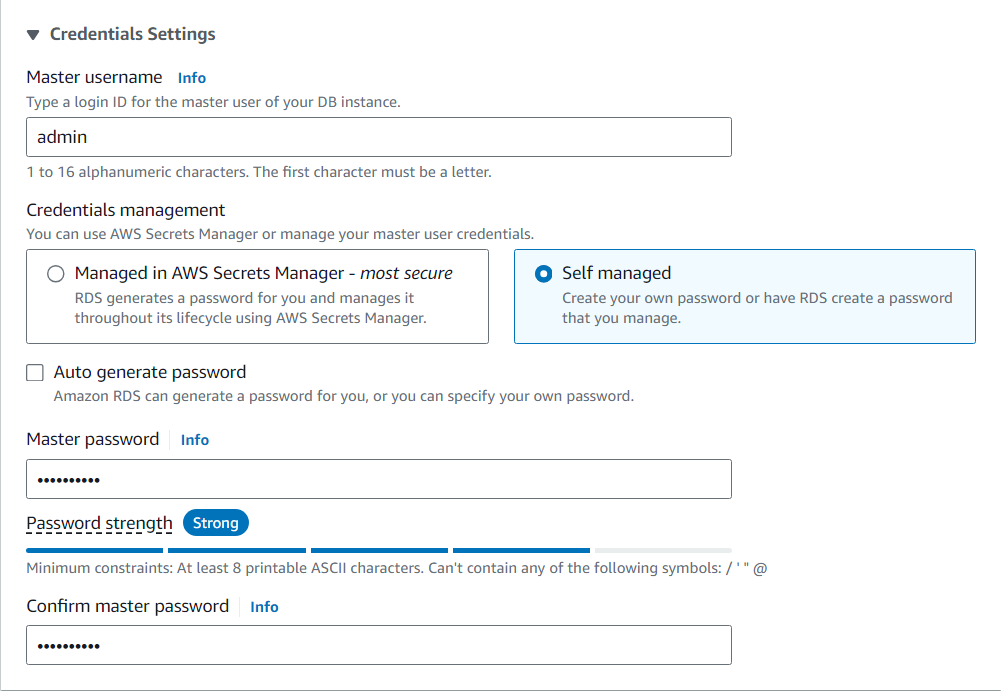 Credentials Settings
Master username Info
Type a login ID for the master user of your DB instance.
admin
1 to 16 alphanumeric characters. The first character must be a letter.
Credentials management
You can use AWS Secrets Manager or manage your master user credentials.
Managed in AWS Secrets Manager - most secure
RDS generates a password for you and manages it
throughout its lifecycle using AWS Secrets Manager.
Self managed
Create your own password or have RDS create a password
that you manage.
Auto generate password
Amazon RDS can generate a password for you, or you can specify your own password.
Master password Info
••••••••••
Password strength Strong
Minimum constraints: At least 8 printable ASCII characters. Can't contain any of the following symbols: / ' " @
Confirm master password Info
••••••••••